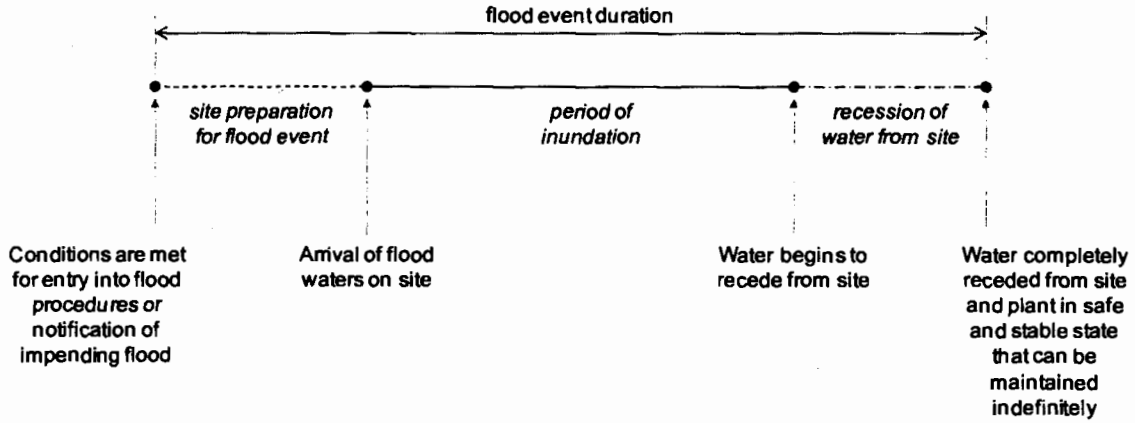 flood event duration
site preparation
for flood event
period of
inundation
recession of
water from site
Conditions are met
for entry into flood
procedures or
notification of
impending flood
Arrival of flood
waters on site
Water begins to
recede from site
Water completely
receded from site
and plant in safe
and stable state
that can be
maintained
indefinitely